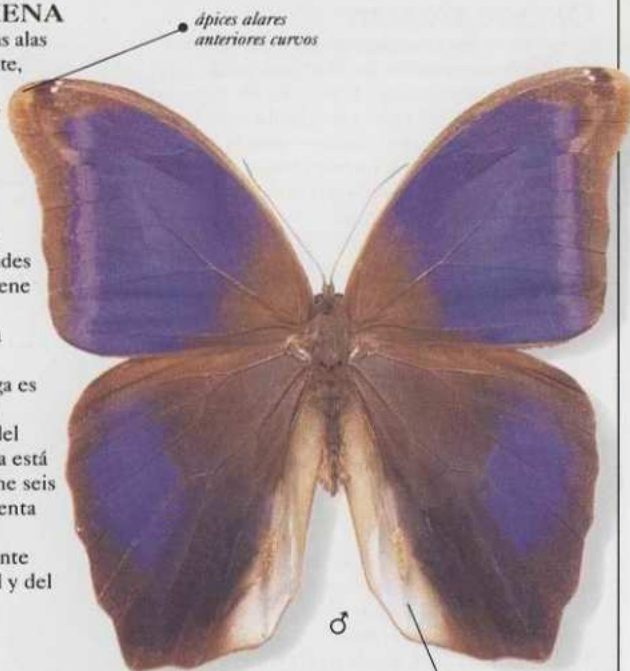 ENA
s alas
te,
ápices alares
anteriores curvos
des
ene
ga es
del
a está
ne seis
enta
nte
l y del
♂